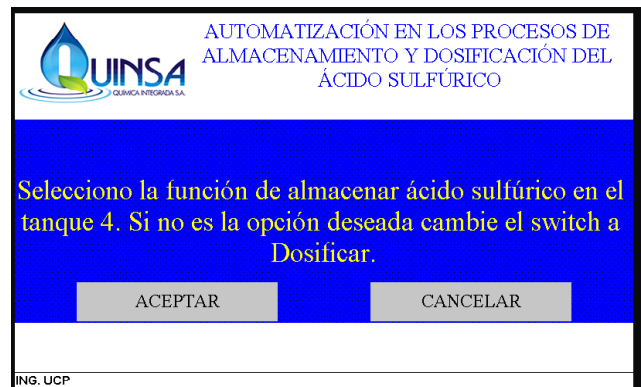 QUINSA
QUÍMICA INTEGRADA S.A.
AUTOMATIZACIÓN EN LOS PROCESOS DE
ALMACENAMIENTO Y DOSIFICACIÓN DEL
ÁCIDO SULFÚRICO
Selecciono la función de almacenar ácido sulfúrico en el
tanque 4. Si no es la opción deseada cambie el switch a
Dosificar.
ACEPTAR
CANCELAR
ING. UCP